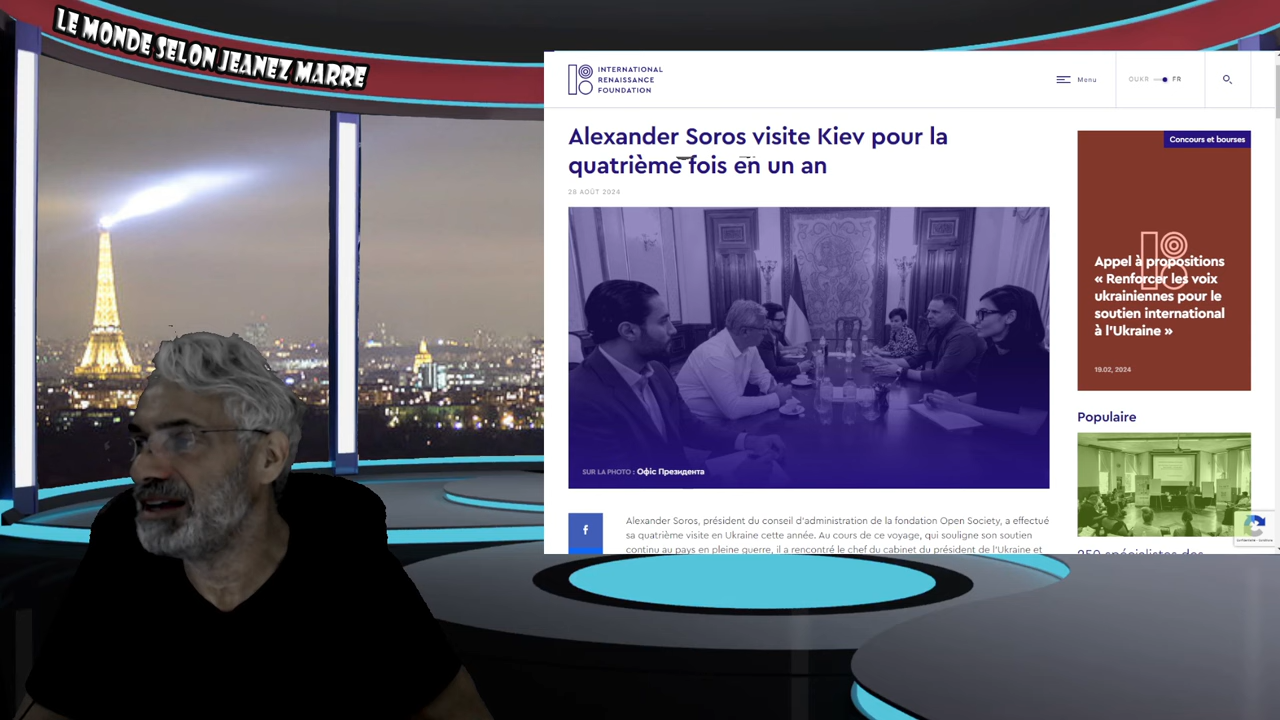 LE MONDE SELON JEANEZ MARRE
INTERNATIONAL
RENAISSANCE
FOUNDATION
Menu
ОUKR
FR
Alexander Soros visite Kiev pour la
quatrième fois en un an
28 AOÛT 2024
SUR LA PHOTO : Офіс Президента
Alexander Soros, président du conseil d'administration de la fondation Open Society, a effectué
sa quatrième visite en Ukraine cette année. Au cours de ce voyage, qui souligne son soutien
continu au pays en pleine guerre, il a rencontré le chef du cabinet du président de l'Ukraine et
Concours et bourses
Appel à propositions
« Renforcer les voix
ukrainiennes pour le
soutien international
à l'Ukraine »
19.02, 2024
Populaire
250 spécialistes des